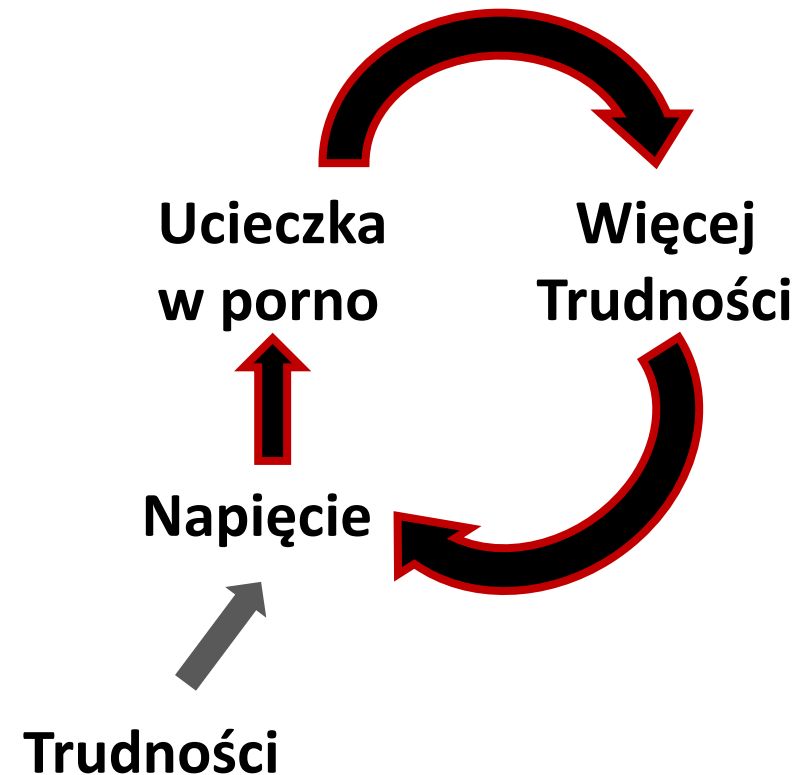 Ucieczka
w porno
Więcej
Trudności
Napięcie
Trudności